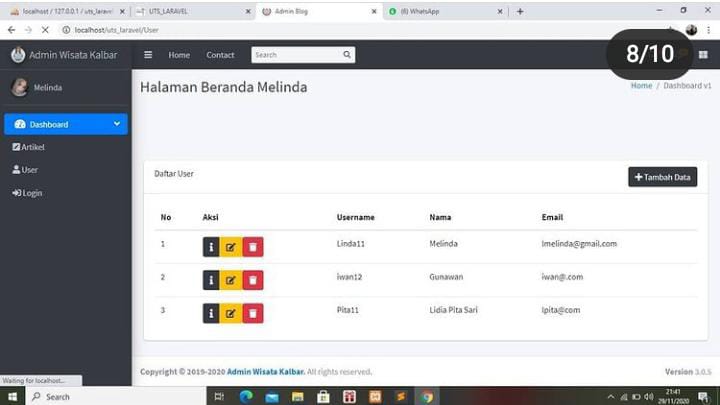 localhost / 127.0.0.1 / uts_laravel
UTS_LARAVEL
Admin Blog
(6) WhatsApp
localhost/uts_laravel/User
Admin Wisata Kalbar
Home
Contact
Search
8/10
Melinda
Halaman Beranda Melinda
Home / Dashboard v1
Dashboard
Artikel
User
Login
Daftar User
Tambah Data
No Aksi Username Nama Email
1 Linda11 Melinda lmelinda@gmail.com
2 iwan12 Gunawan iwan@.com
3 Pita11 Lidia Pita Sari lpita@com
Copyright © 2019-2020 Admin Wisata Kalbar. All rights reserved.
Version 3.0.5
Waiting for localhost...
Search
21:41
29/11/2020